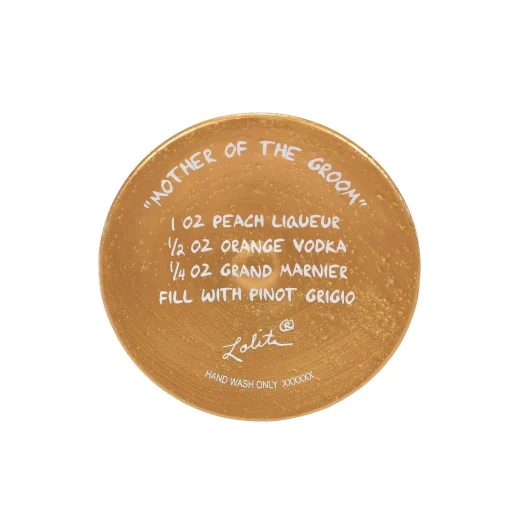 "MOTHER OF THE GROOM"
1 OZ PEACH LIQUEUR
1/2 OZ ORANGE VODKA
1/4 OZ GRAND MARNIER
FILL WITH PINOT GRIGIO
Lolita®
HAND WASH ONLY XXXXXX